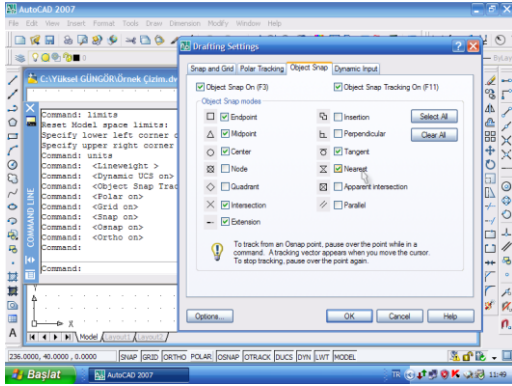 AutoCAD 2007
File Edit View Insert Format Tools Draw Dimension Modify Window Help
ByLay
C:\Yüksel GÜNGÖR\Örnek Çizim.dw
Command: limits
Reset Model space limits:
Specify lower left corner o
Specify upper right corner
Command: units
Command: <Lineweight >
Command: <Dynamic UCS on>
Command: <Object Snap Trac
Command: <Polar on>
Command: <Grid on>
Command: <Snap on>
Command: <Osnap on>
Command: <Ortho on>
Command:
Command:
COMMAND LINE
Drafting Settings
Snap and Grid Polar Tracking Object Snap Dynamic Input
Object Snap On (F3) Object Snap Tracking On (F11)
Object Snap modes
Endpoint Insertion Select All
Midpoint Perpendicular Clear All
Center Tangent
Node Nearest
Quadrant Apparent intersection
Intersection Parallel
Extension
To track from an Osnap point, pause over the point while in a
command. A tracking vector appears when you move the cursor.
To stop tracking, pause over the point again.
Options... OK Cancel Help
X
Model Layout1 Layout2
236.0000, 40.0000 , 0.0000 SNAP GRID ORTHO POLAR OSNAP OTRACK DUCS DYN LWT MODEL
Başlat AutoCAD 2007 TR 11:49